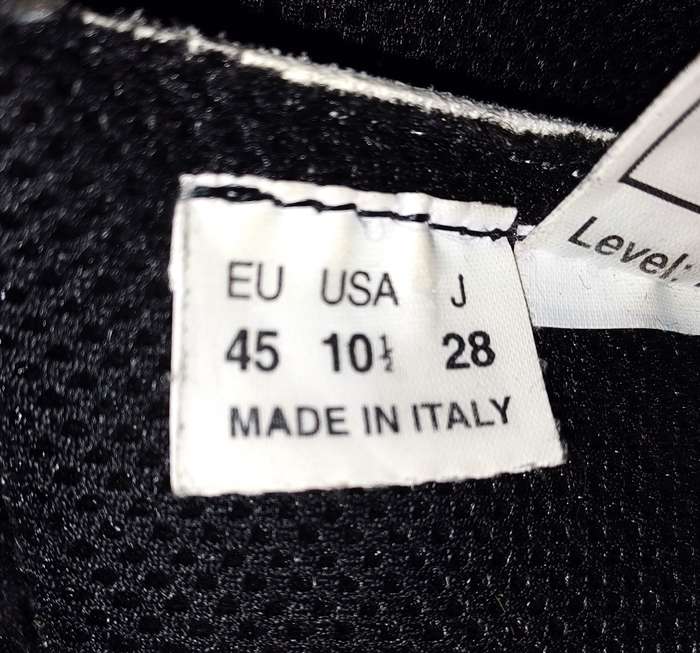 EU USA J
45 10½ 28
MADE IN ITALY
Level: